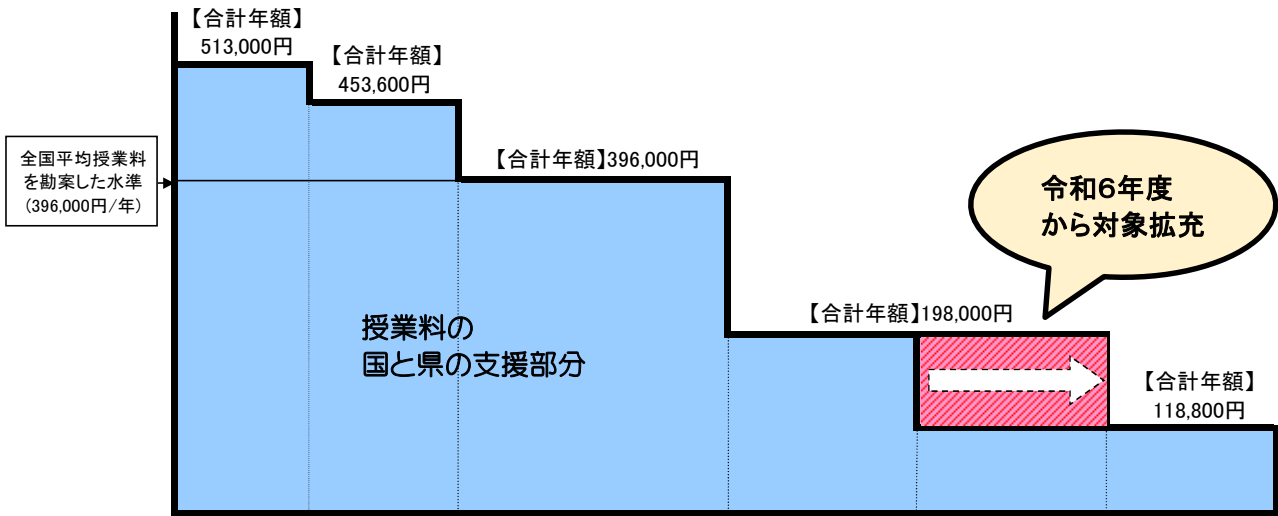 【合計年額】
513,000円
【合計年額】
453,600円
全国平均授業料
を勘案した水準
(396,000円/年)
【合計年額】396,000円
令和6年度
から対象拡充
【合計年額】198,000円
授業料の
国と県の支援部分
【合計年額】
118,800円